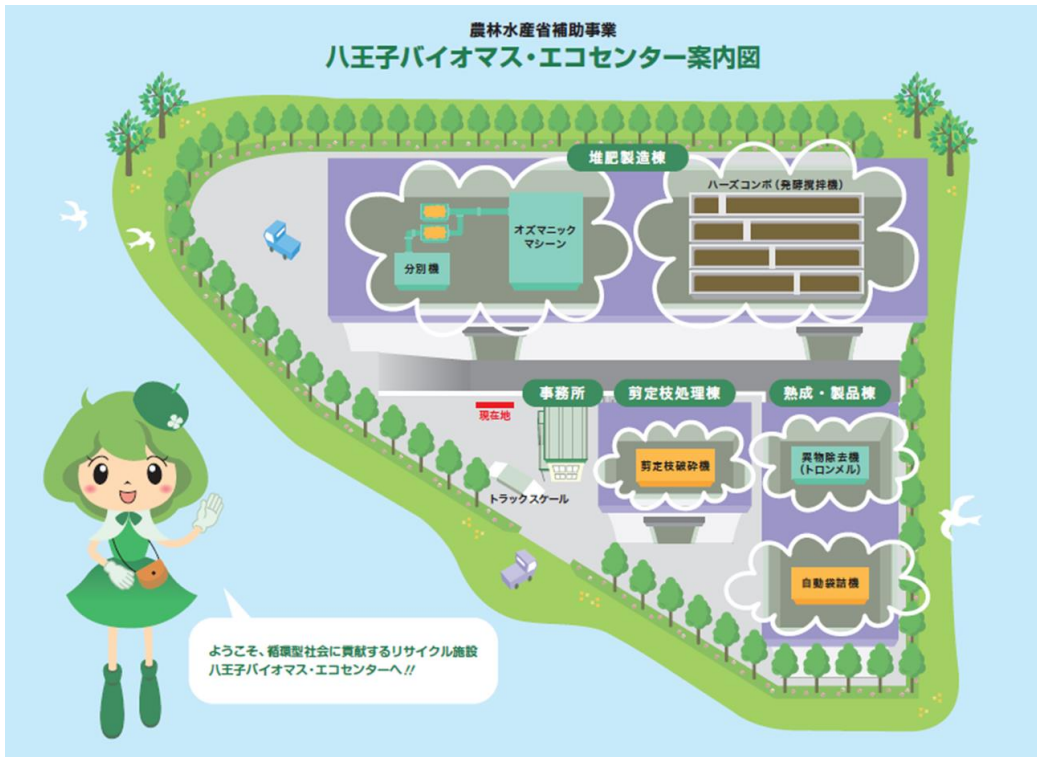 農林水産省補助事業
八王子バイオマス・エコセンター案内図
堆肥製造棟
ハーズコンポ(発酵攪拌機)
オズマニック
マシーン
分別機
事務所
剪定枝処理棟
熟成・製品棟
現在地
剪定枝破砕機
異物除去機
(トロンメル)
トラックスケール
自動袋詰機
ようこそ、循環型社会に貢献するリサイクル施設
八王子バイオマス・エコセンターへ!!